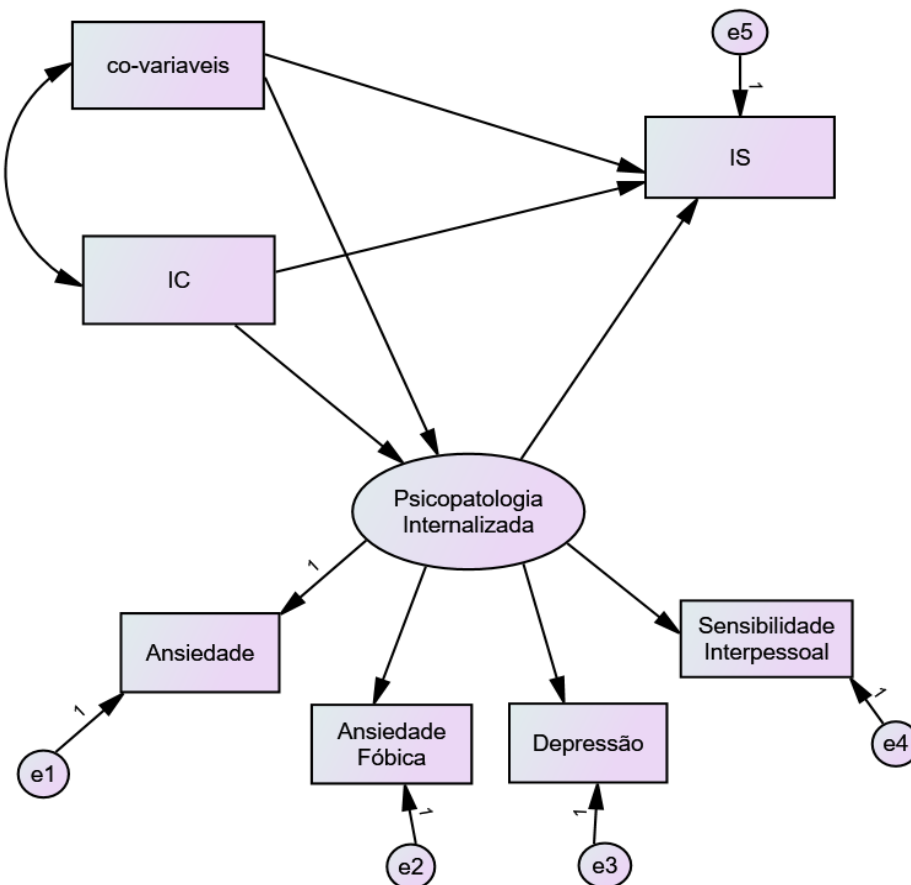 e5
co-variaveis
1
IS
IC
Psicopatologia
Internalizada
1
Ansiedade
Sensibilidade
Interpessoal
1
Ansiedade
Fóbica
Depressão
1
e1
e4
1
1
e2
e3